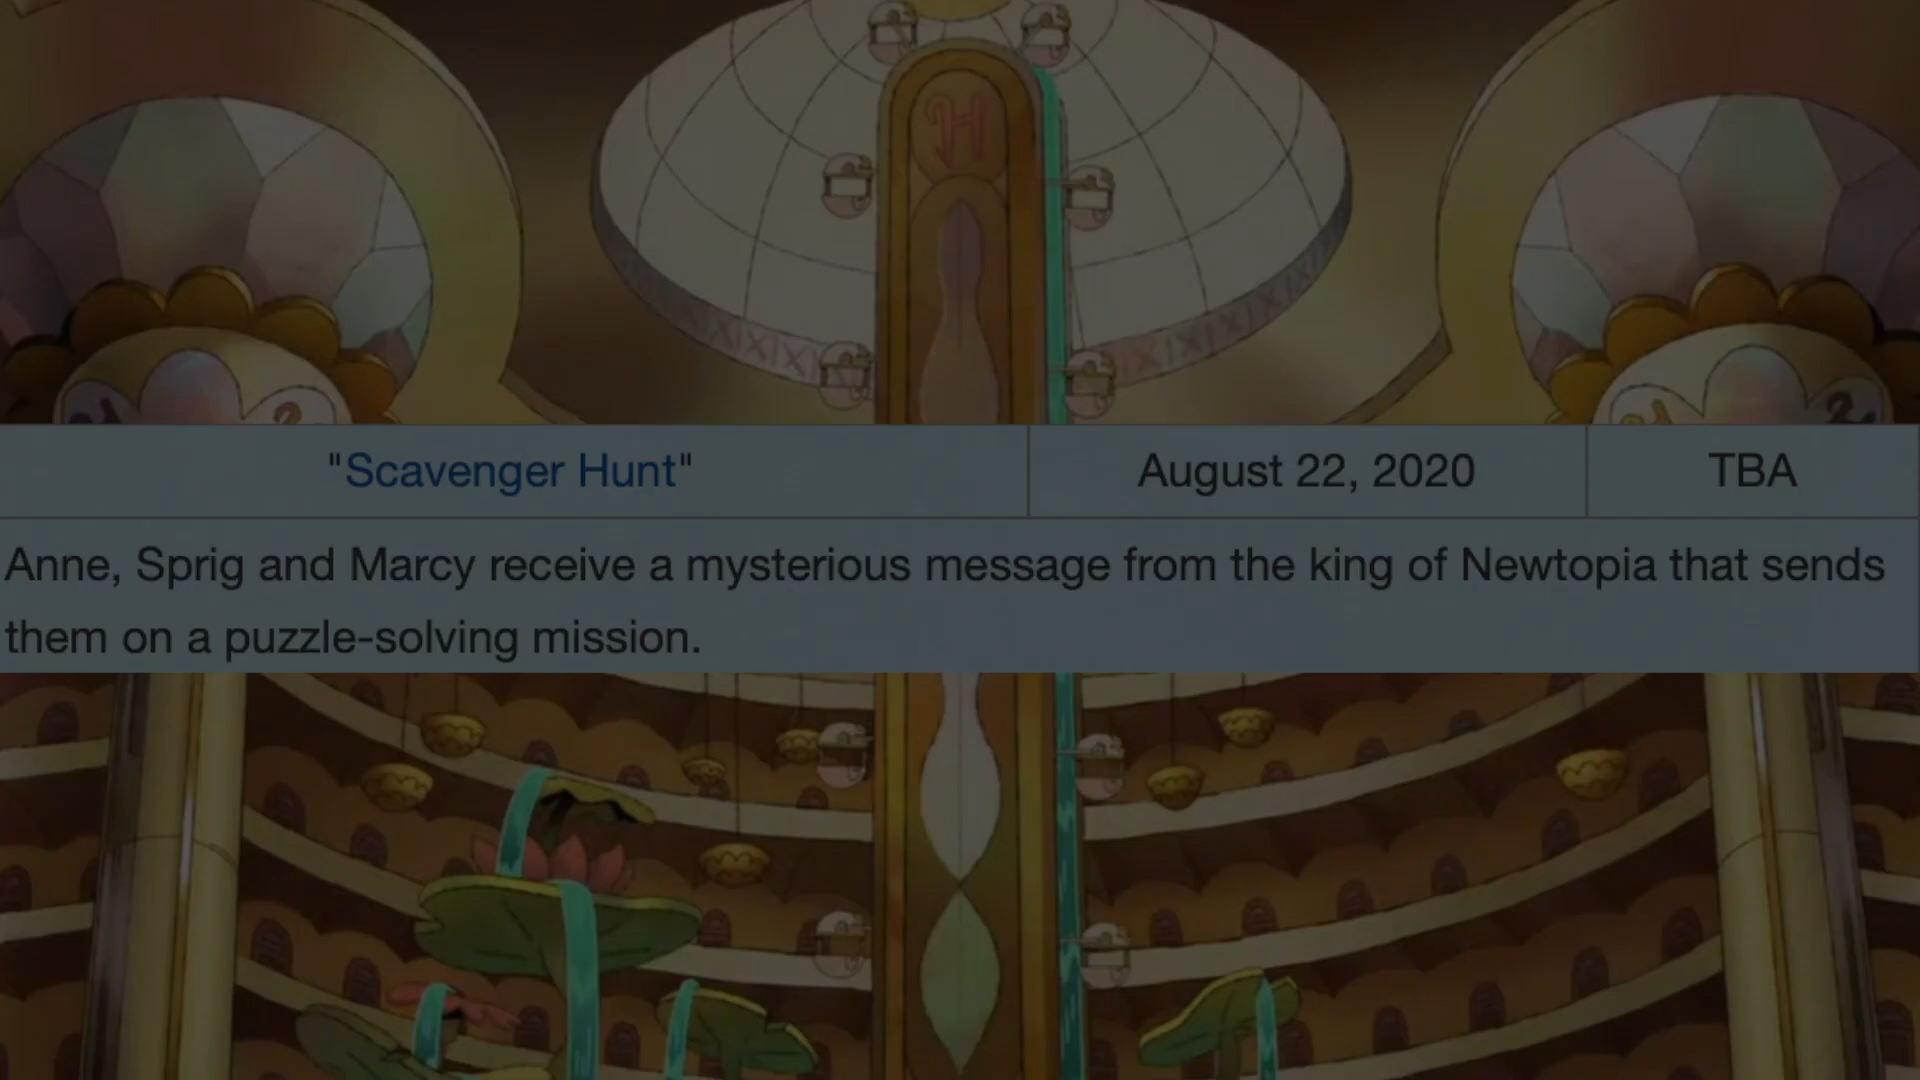 H
"Scavenger Hunt" August 22, 2020 TBA
Anne, Sprig and Marcy receive a mysterious message from the king of Newtopia that sends
them on a puzzle-solving mission.